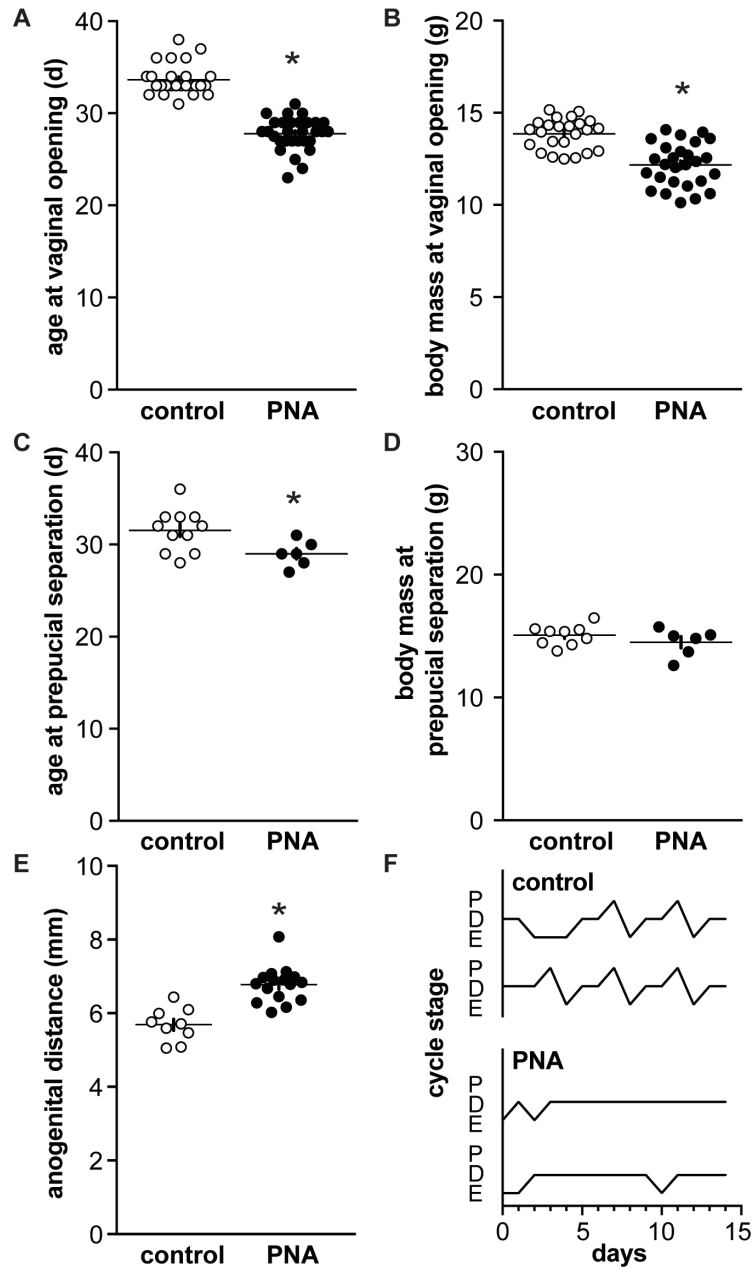 A
age at vaginal opening (d)
40
30
20
10
0
*
control PNA
B
body mass at vaginal opening (g)
20
15
10
5
0
*
control PNA
C
age at prepucial separation (d)
40
30
20
10
0
*
control PNA
D
body mass at
prepucial separation (g)
30
20
10
0
control PNA
E
anogenital distance (mm)
10
8
6
4
2
0
*
control PNA
F
cycle stage
control
P
D
E
P
D
E
PNA
P
D
E
P
D
E
0 5 10 15
days